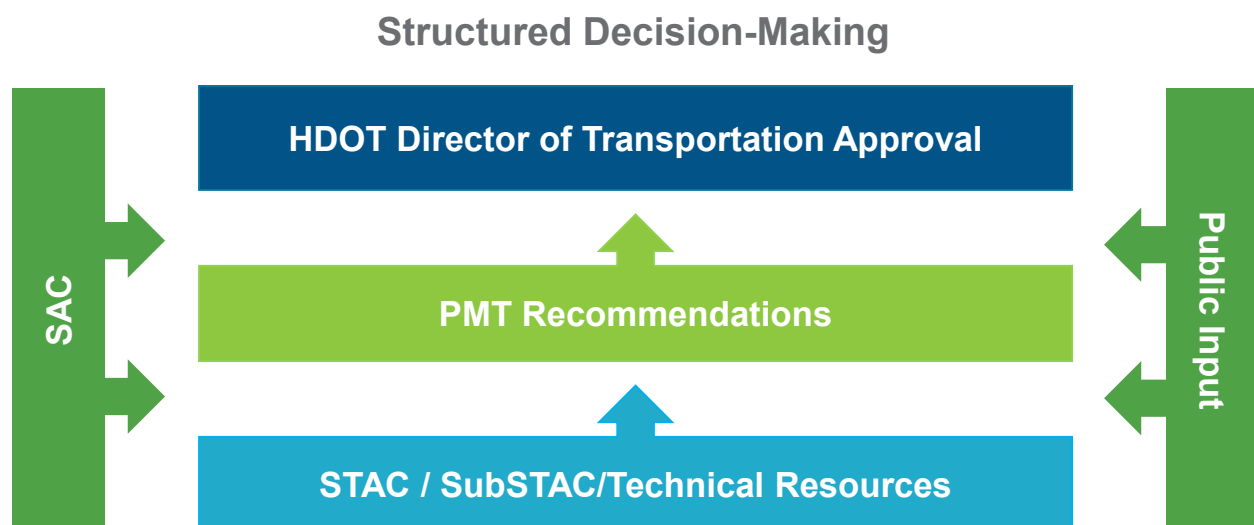 Structured Decision-Making
SAC
HDOT Director of Transportation Approval
PMT Recommendations
STAC / SubSTAC/Technical Resources
Public Input